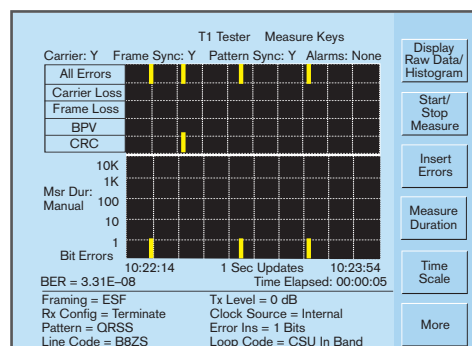 T1 Tester Measure Keys
Carrier: Y Frame Sync: Y Pattern Sync: Y Alarms: None
All Errors
Carrier Loss
Frame Loss
BPV
CRC
10K
1K
Msr Dur:
Manual
100
10
1
Bit Errors
10:22:14 1 Sec Updates 10:23:54
BER = 3.31E–08 Time Elapsed: 00:00:05
Framing = ESF Tx Level = 0 dB
Rx Config = Terminate Clock Source = Internal
Pattern = QRSS Error Ins = 1 Bits
Line Code = B8ZS Loop Code = CSU In Band
Display
Raw Data/
Histogram
Start/
Stop
Measure
Insert
Errors
Measure
Duration
Time
Scale
More